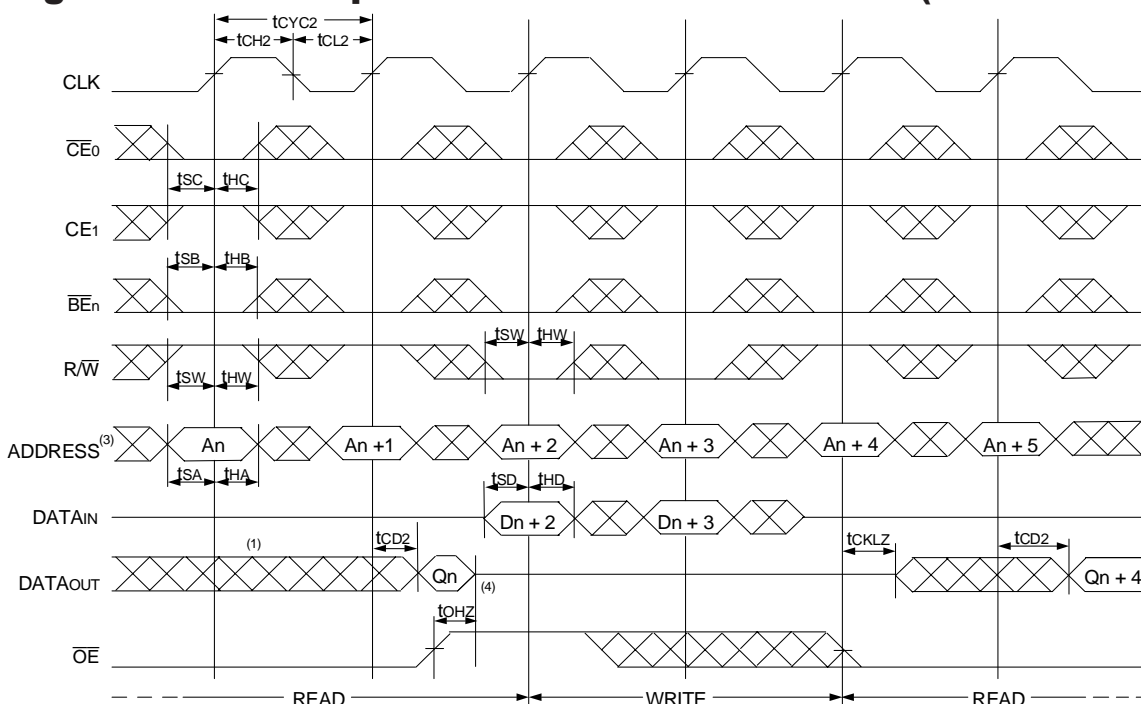 tCYC2
tCH2 tCL2
CLK
CE0
tSC tHC
CE1
tSB tHB
BEn
tSW tHW
R/W
tSW tHW
ADDRESS(3) An An +1 An + 2 An + 3 An + 4 An + 5
tSA tHA tSD tHD
DATAIN Dn + 2 Dn + 3
(1) tCD2 tCKLZ tCD2
DATAOUT Qn (4) Qn + 4
tOHZ
OE
READ WRITE READ